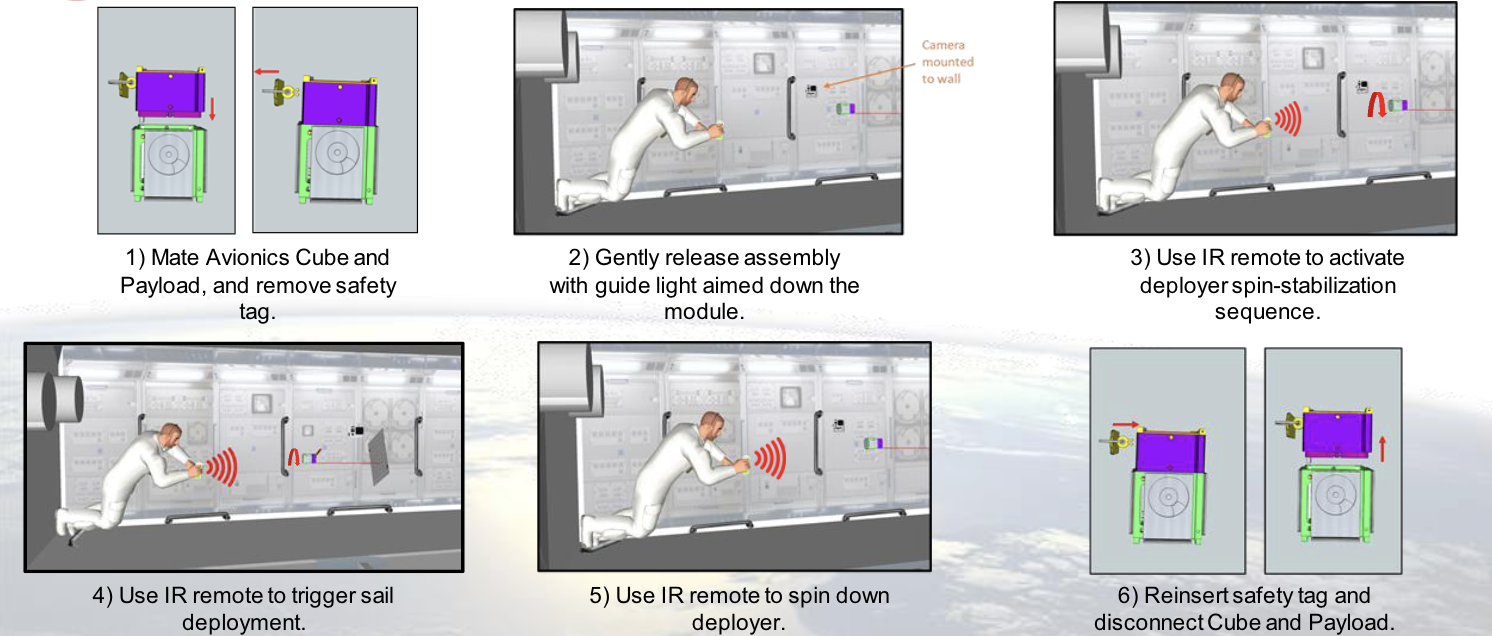 Camera
mounted
to wall
1) Mate Avionics Cube and
Payload, and remove safety
tag.
2) Gently release assembly
with guide light aimed down the
module.
3) Use IR remote to activate
deployer spin-stabilization
sequence.
4) Use IR remote to trigger sail
deployment.
5) Use IR remote to spin down
deployer.
6) Reinsert safety tag and
disconnect Cube and Payload.